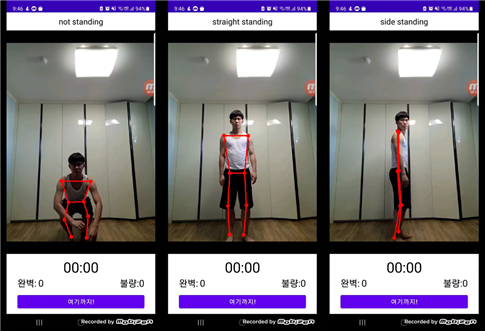 9:46
94%
not standing
00:00
완벽: 0 불량:0
여기까지!
Recorded by Mobizen
9:46
94%
straight standing
00:00
완벽: 0 불량:0
여기까지!
Recorded by Mobizen
9:46
94%
side standing
00:00
완벽: 0 불량:0
여기까지!
Recorded by Mobizen